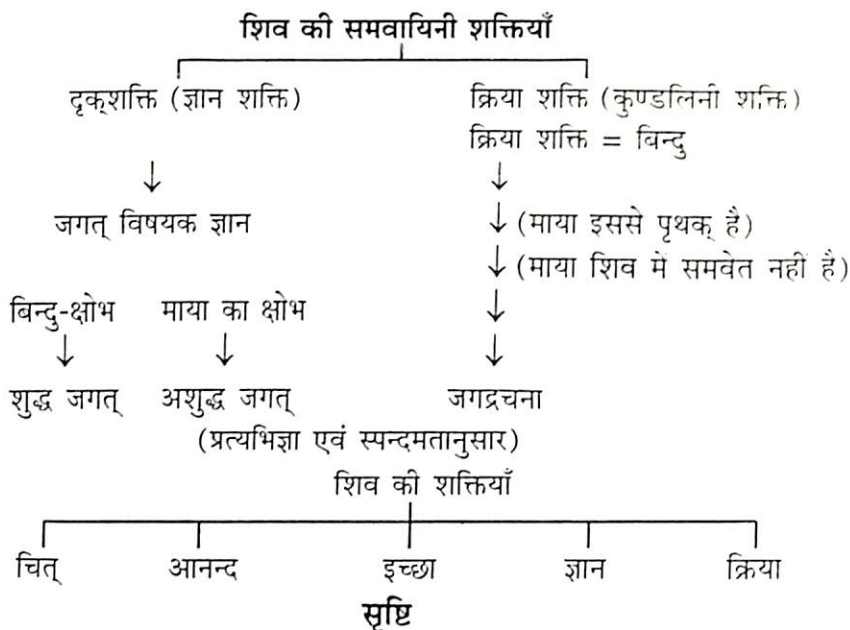 शिव की समवायिनी शक्तियाँ
दृक्‌शक्ति (ज्ञान शक्ति) क्रिया शक्ति (कुण्डलिनी शक्ति)
क्रिया शक्ति = बिन्दु
↓ ↓
जगत् विषयक ज्ञान ↓ (माया इससे पृथक् है)
↓ (माया शिव में समवेत नहीं है)
बिन्दु-क्षोभ माया का क्षोभ ↓
↓ ↓ ↓
शुद्ध जगत् अशुद्ध जगत् जगद्रचना
(प्रत्यभिज्ञा एवं स्पन्दमतानुसार)
शिव की शक्तियाँ
चित् आनन्द इच्छा ज्ञान क्रिया
सृष्टि